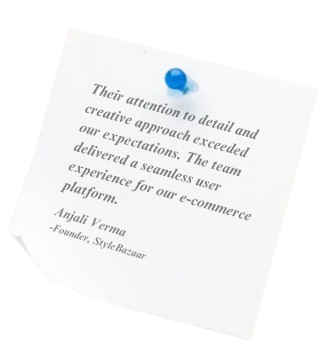 Their attention to detail and
creative approach exceeded
our expectations. The team
delivered a seamless user
experience for our e-commerce
platform.
Anjali Verma
-Founder, StyleBazaar